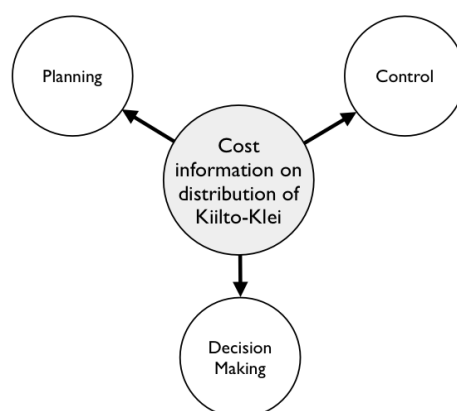 Planning
Control
Cost
information on
distribution of
Kiilto-Klei
Decision
Making